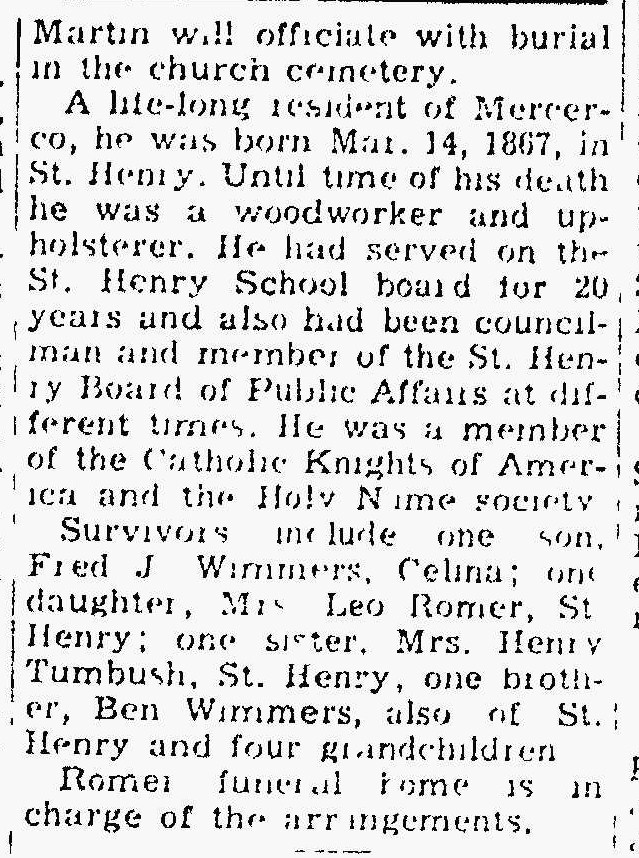 Martin will officiate with burial
in the church cemetery.
A life-long resident of Mercer-
co, he was born Mar. 14, 1867, in
St. Henry. Until time of his death
he was a woodworker and up-
holsterer. He had served on the
St. Henry School board for 20
years and also had been council-
man and member of the St. Hen-
ry Board of Public Affairs at dif-
ferent times. He was a member
of the Catholic Knights of Amer-
ica and the Holy Name society
Survivors include one son,
Fred J Wimmers, Celina; one
daughter, Mrs Leo Romer, St
Henry; one sister, Mrs. Henry
Tumbush, St. Henry, one broth-
er, Ben Wimmers, also of St.
Henry and four grandchildren
Romer funeral home is in
charge of the arrangements.